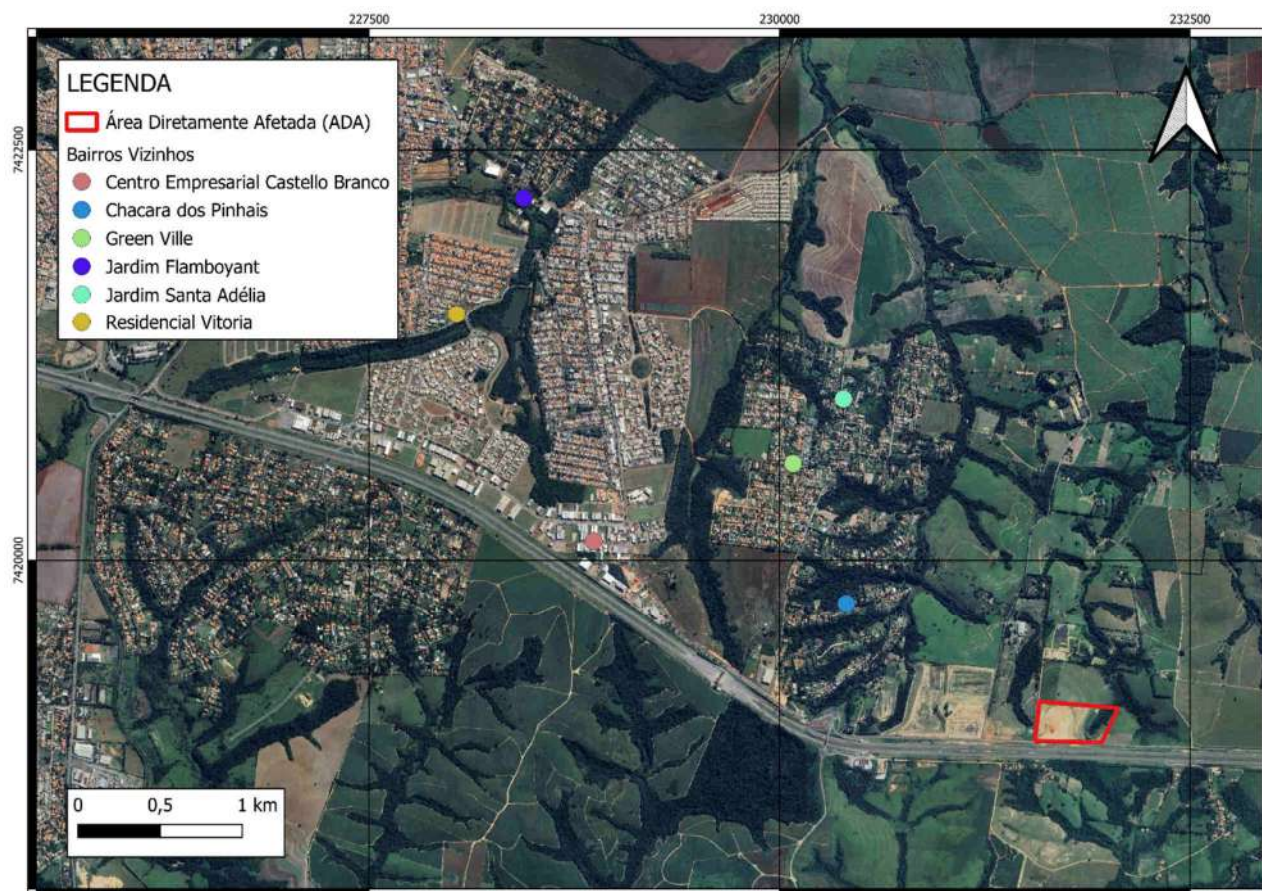 227500
230000
232500
LEGENDA
Área Diretamente Afetada (ADA)
Bairros Vizinhos
Centro Empresarial Castello Branco
Chacara dos Pinhais
Green Ville
Jardim Flamboyant
Jardim Santa Adélia
Residencial Vitoria
7422500
7420000
0 0,5 1 km